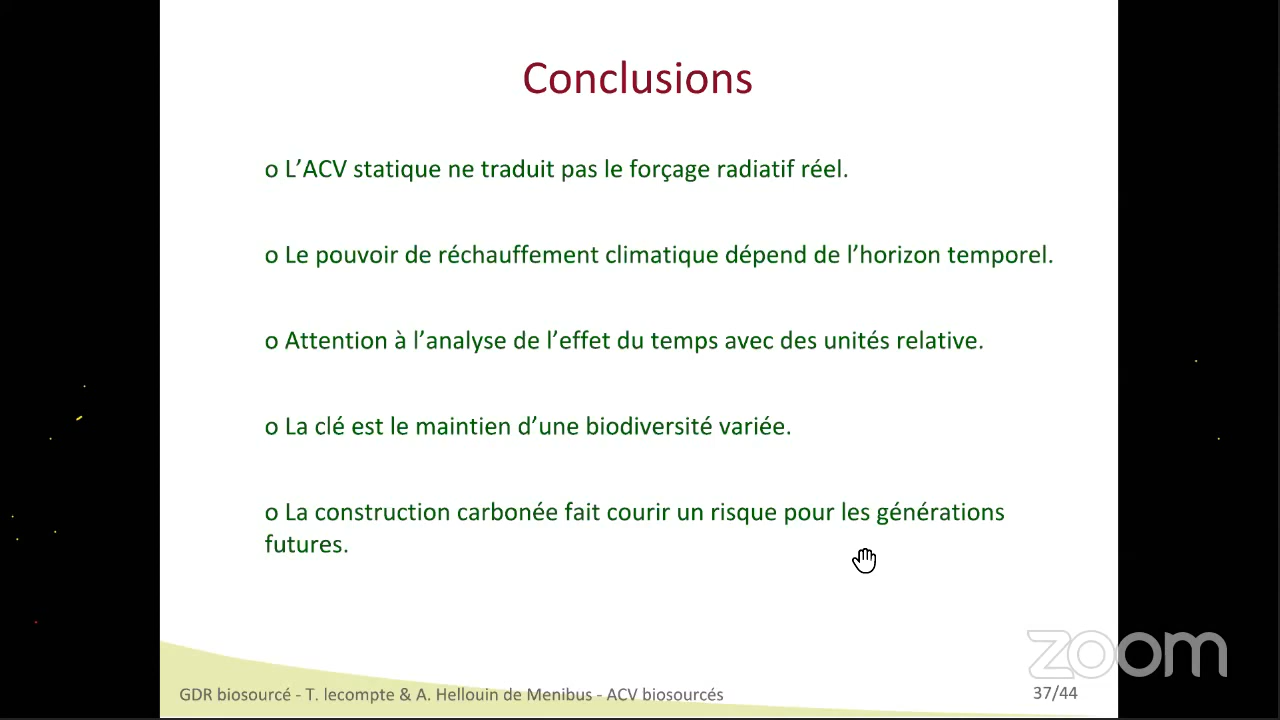 Conclusions
o L’ACV statique ne traduit pas le forçage radiatif réel.
o Le pouvoir de réchauffement climatique dépend de l’horizon temporel.
o Attention à l’analyse de l’effet du temps avec des unités relative.
o La clé est le maintien d’une biodiversité variée.
o La construction carbonée fait courir un risque pour les générations
futures.
zoom
GDR biosourcé - T. lecompte & A. Hellouin de Menibus - ACV biosourcés
37/44